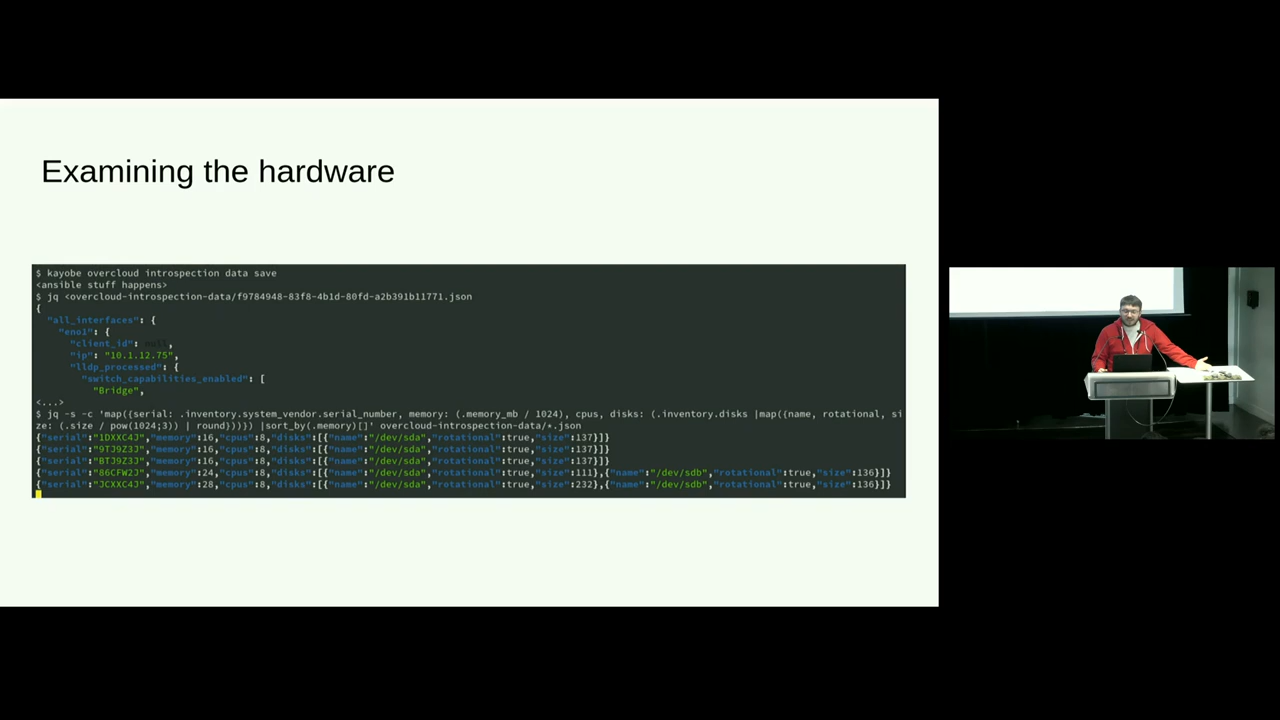 Examining the hardware
$ kayobe overcloud introspection data save
<ansible stuff happens>
$ jq <overcloud-introspection-data/f9784948-83f8-4b1d-80fd-a2b391b11771.json
{
"all_interfaces": {
"eno1": {
"client_id": null,
"ip": "10.1.12.75",
"lldp_processed": {
"switch_capabilities_enabled": [
"Bridge",
<...>
$ jq -s -c 'map({serial: .inventory.system_vendor.serial_number, memory: (.memory_mb / 1024), cpus, disks: (.inventory.disks |map({name, rotational, si
ze: (.size / pow(1024;3)) | round})))}) |sort_by(.memory)[]' overcloud-introspection-data/*.json
{"serial":"1DXXC4J","memory":16,"cpus":8,"disks":[{"name":"/dev/sda","rotational":true,"size":137}]}
{"serial":"9TJ9Z3J","memory":16,"cpus":8,"disks":[{"name":"/dev/sda","rotational":true,"size":137}]}
{"serial":"BTJ9Z3J","memory":16,"cpus":8,"disks":[{"name":"/dev/sda","rotational":true,"size":137}]}
{"serial":"86CFW2J","memory":24,"cpus":8,"disks":[{"name":"/dev/sda","rotational":true,"size":111},{"name":"/dev/sdb","rotational":true,"size":136}]}
{"serial":"JCXXC4J","memory":28,"cpus":8,"disks":[{"name":"/dev/sda","rotational":true,"size":232},{"name":"/dev/sdb","rotational":true,"size":136}]}